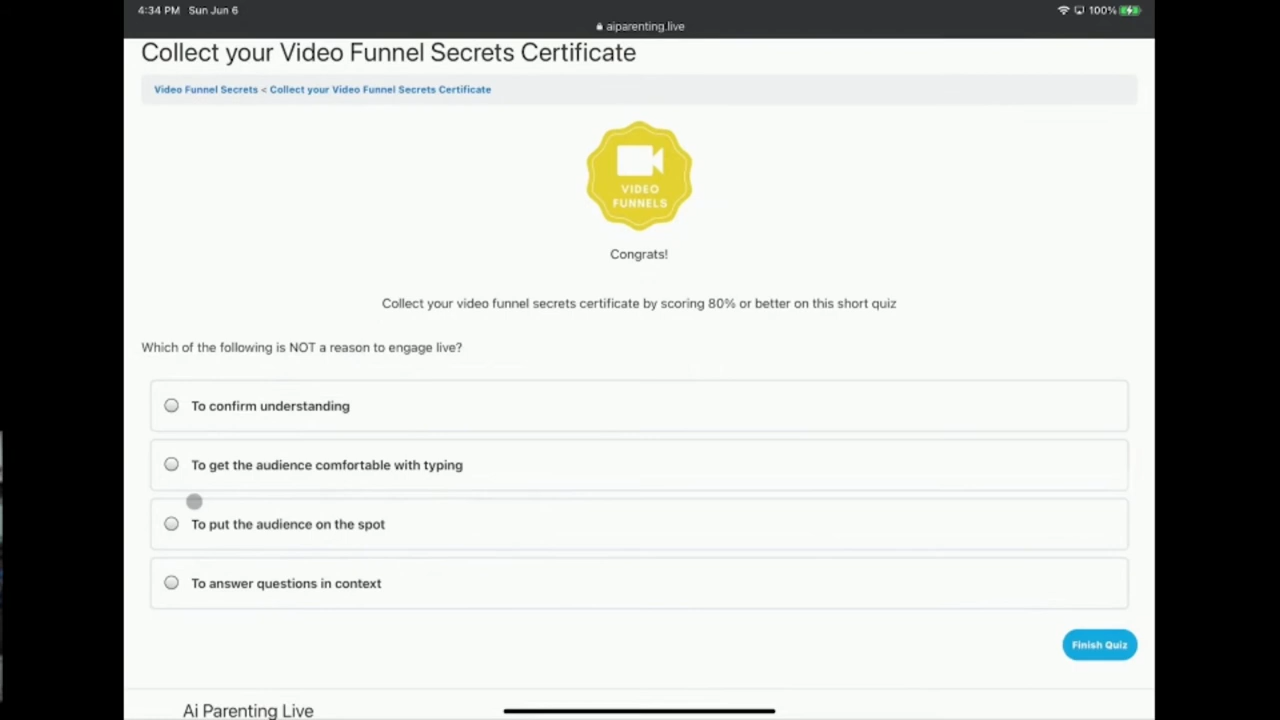 4:34 PM Sun Jun 6
100%
aiparenting.live
Collect your Video Funnel Secrets Certificate
Video Funnel Secrets < Collect your Video Funnel Secrets Certificate
VIDEO
FUNNELS
Congrats!
Collect your video funnel secrets certificate by scoring 80% or better on this short quiz
Which of the following is NOT a reason to engage live?
To confirm understanding
To get the audience comfortable with typing
To put the audience on the spot
To answer questions in context
Finish Quiz
Ai Parenting Live